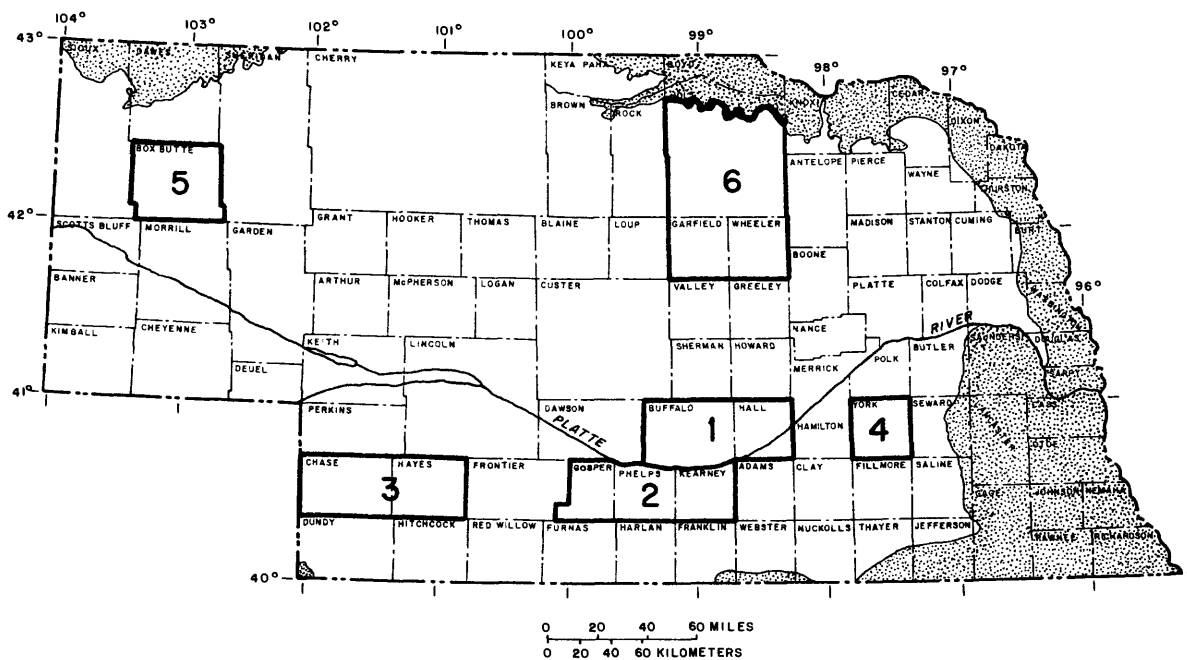 104°
103°
102°
101°
100°
99°
98°
97°
96°
43°
42°
41°
40°
SIOUX
DAWES
SHERIDAN
CHERRY
KEYA PAHA
BOYD
KNOX
CEDAR
DIXON
DAKOTA
BROWN
ROCK
BOX BUTTE
5
6
ANTELOPE
PIERCE
WAYNE
THURSTON
SCOTTS BLUFF
MORRILL
GARDEN
GRANT
HOOKER
THOMAS
BLAINE
LOUP
GARFIELD
WHEELER
MADISON
STANTON
CUMING
BURT
BOONE
BANNER
ARTHUR
McPHERSON
LOGAN
CUSTER
VALLEY
GREELEY
PLATTE
COLFAX
DODGE
WASHINGTON
KIMBALL
CHEYENNE
KEITH
LINCOLN
DEUEL
SHERMAN
HOWARD
NANCE
MERRICK
POLK
BUTLER
RIVER
SAUNDERS
DOUGLAS
SARPY
PERKINS
DAWSON
PLATTE
BUFFALO
HALL
1
HAMILTON
YORK
4
SEWARD
LANCASTER
CASS
OTOE
CHASE
HAYES
3
FRONTIER
GOSPER
PHELPS
KEARNEY
2
ADAMS
CLAY
FILLMORE
SALINE
GAGE
JOHNSON
NEMAHA
DUNDY
HITCHCOCK
RED WILLOW
FURNAS
HARLAN
FRANKLIN
WEBSTER
NUCKOLLS
THAYER
JEFFERSON
PAWNEE
RICHARDSON
0 20 40 60 MILES
0 20 40 60 KILOMETERS